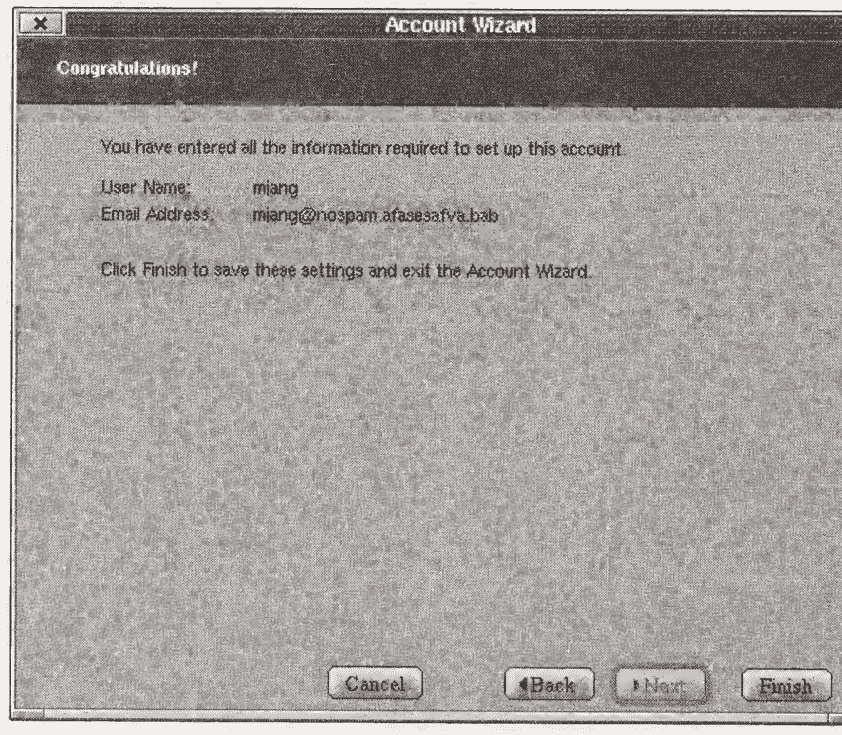 Account Wizard
Congratulations!
You have entered all the information required to set up this account.
User Name: mjang
Email Address: mjang@nospam.afasesafva.bab
Click Finish to save these settings and exit the Account Wizard.
Cancel Back Next Finish